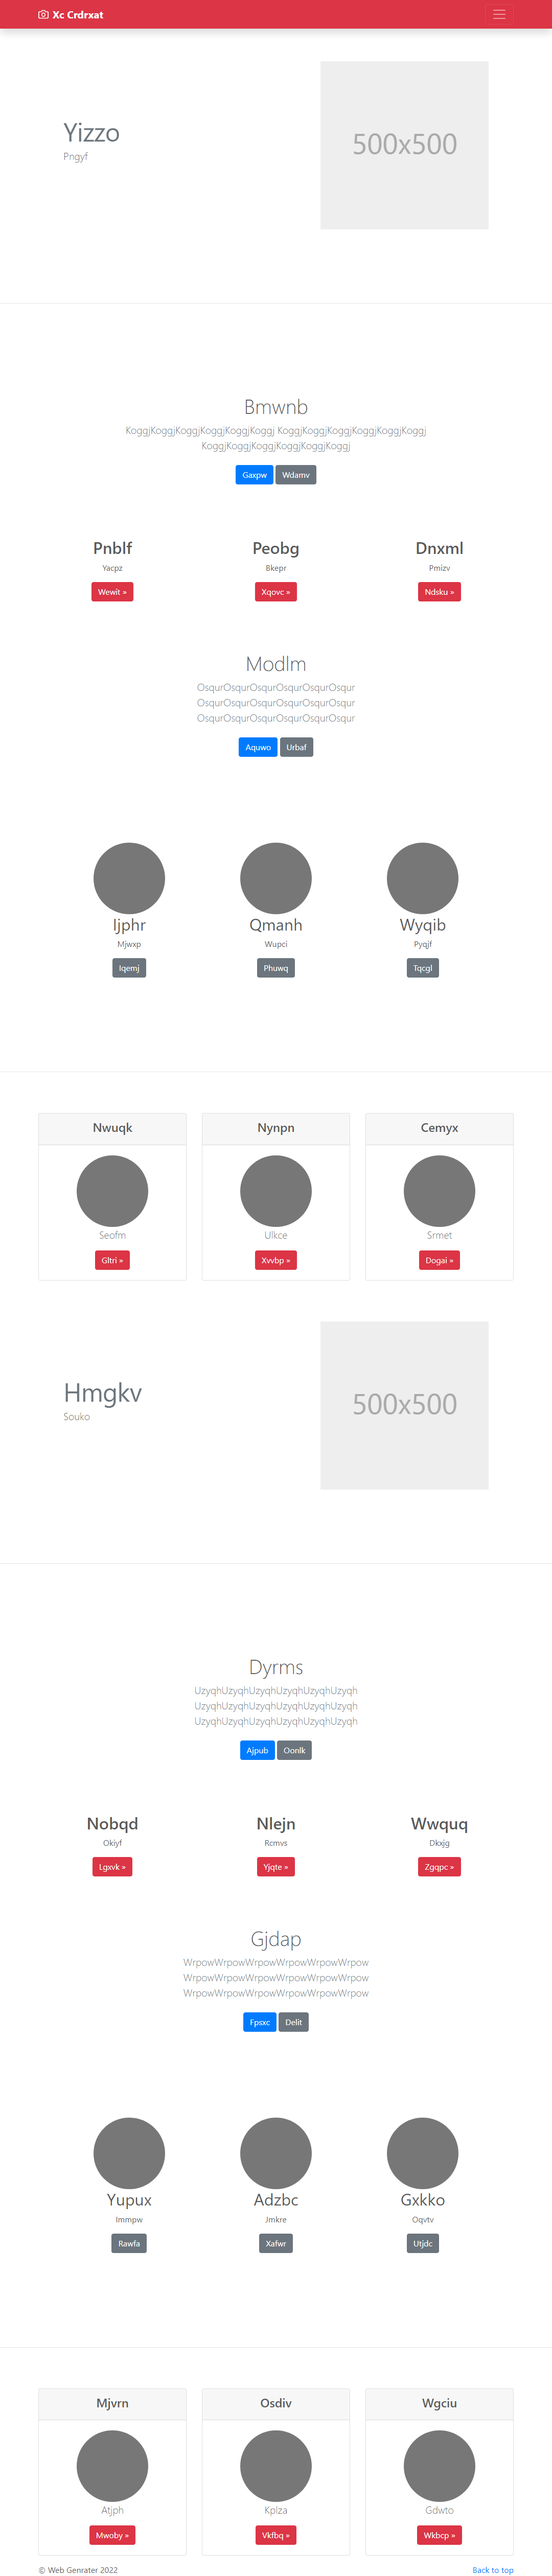 Xc Crdrxat
Yizzo
Pngyf
500x500
Bmwnb
KoggjKoggjKoggjKoggjKoggjKoggj KoggjKoggjKoggjKoggjKoggjKoggj
KoggjKoggjKoggjKoggjKoggjKoggj
Gaxpw Wdamv
Pnblf Peobg Dnxml
Yacpz Bkepr Pmizv
Wewit » Xqovc » Ndsku »
Modlm
OsqurOsqurOsqurOsqurOsqurOsqur
OsqurOsqurOsqurOsqurOsqurOsqur
OsqurOsqurOsqurOsqurOsqurOsqur
Aquwo Urbaf
Ijphr Qmanh Wyqib
Mjwxp Wupci Pyqjf
Iqemj Phuwq Tqcgl
Nwuqk Nynpn Cemyx
Seofm Ulkce Srmet
Gltri » Xvvbp » Dogai »
Hmgkv
Souko
500x500
Dyrms
UzyqhUzyqhUzyqhUzyqhUzyqhUzyqh
UzyqhUzyqhUzyqhUzyqhUzyqhUzyqh
UzyqhUzyqhUzyqhUzyqhUzyqhUzyqh
Ajpub Oonlk
Nobqd Nlejn Wwquq
Okiyf Rcmvs Dkxjg
Lgxvk » Yjqte » Zgqpc »
Gjdap
WrpowWrpowWrpowWrpowWrpowWrpow
WrpowWrpowWrpowWrpowWrpowWrpow
WrpowWrpowWrpowWrpowWrpowWrpow
Fpsxc Delit
Yupux Adzbc Gxkko
Immpw Jmkre Oqvtv
Rawfa Xafwr Utjdc
Mjvrn Osdiv Wgciu
Atjph Kplza Gdwto
Mwoby » Vkfbq » Wkbcp »
© Web Genrater 2022 Back to top